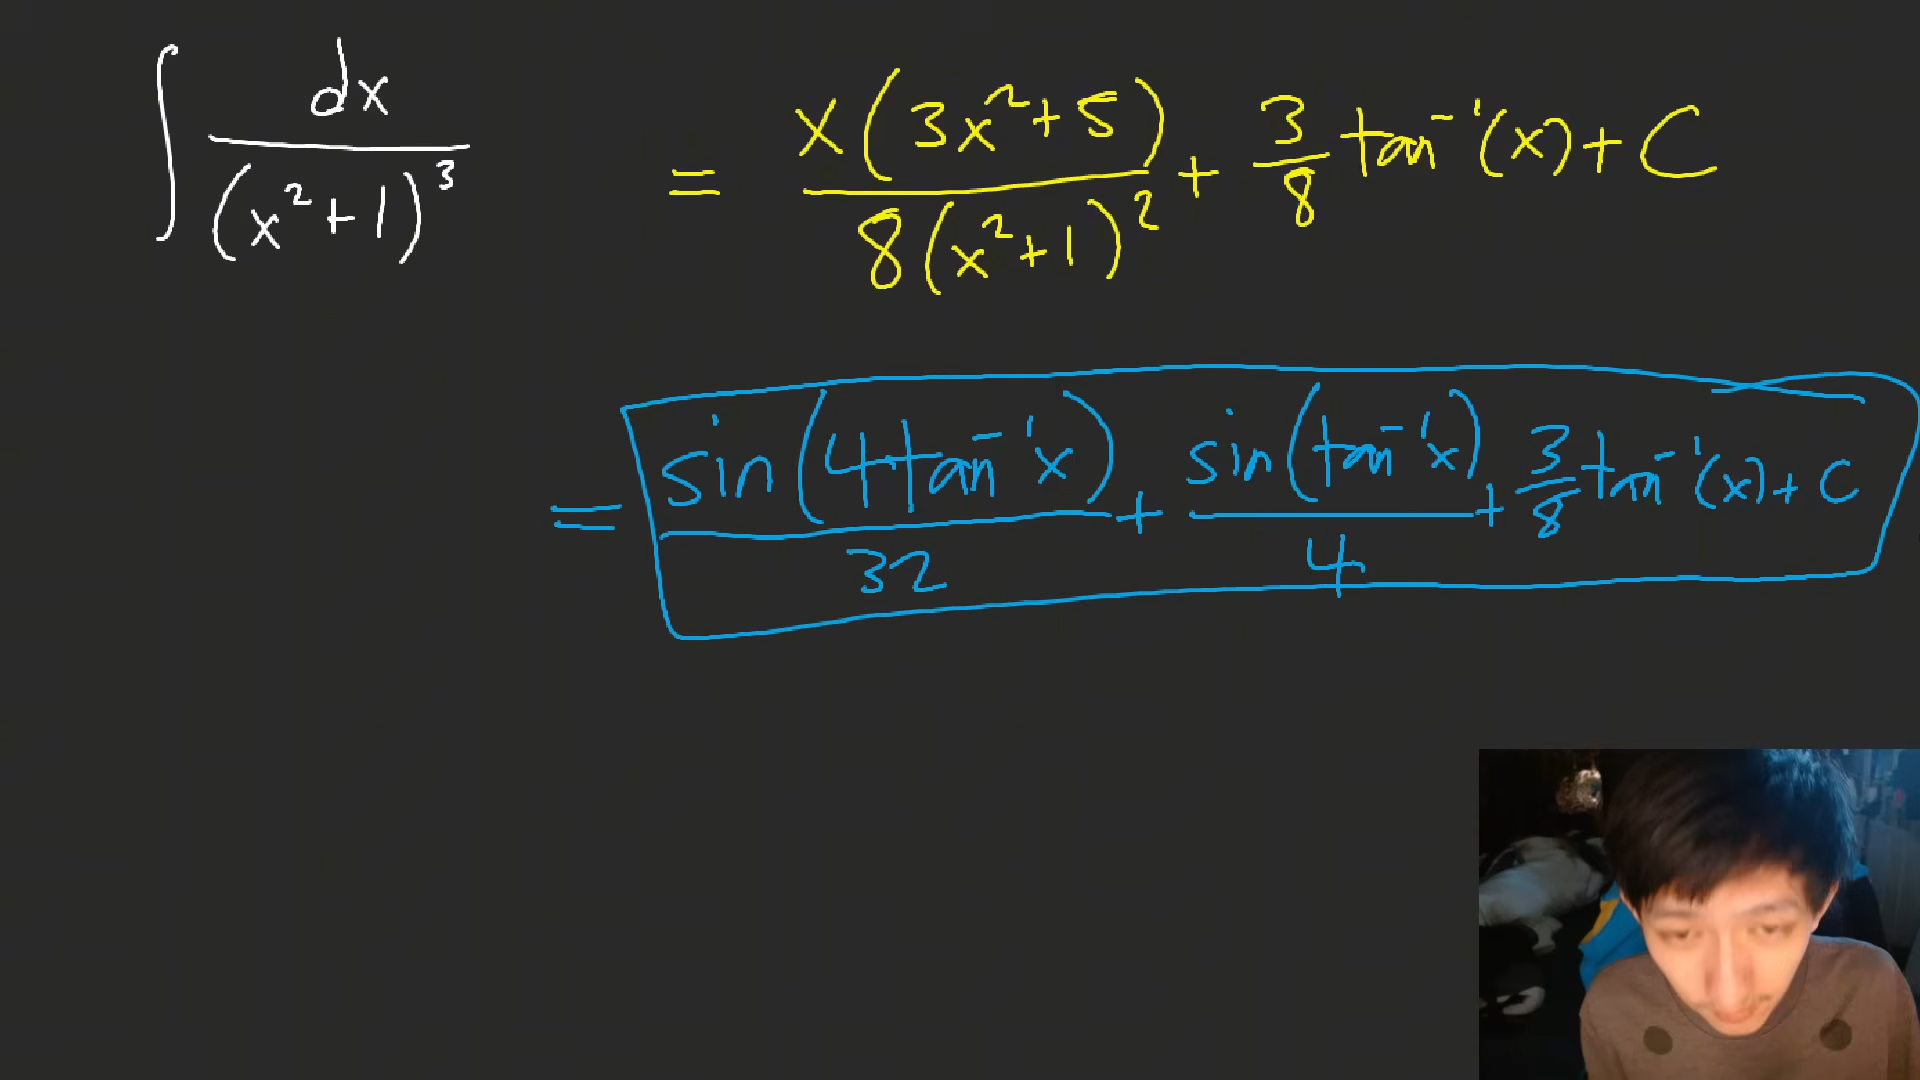 ∫ dx / (x² + 1)³ = x(3x² + 5) / 8(x² + 1)² + 3/8 tan⁻¹(x) + C
= sin(4tan⁻¹x) / 32 + sin(tan⁻¹x) / 4 + 3/8 tan⁻¹(x) + C